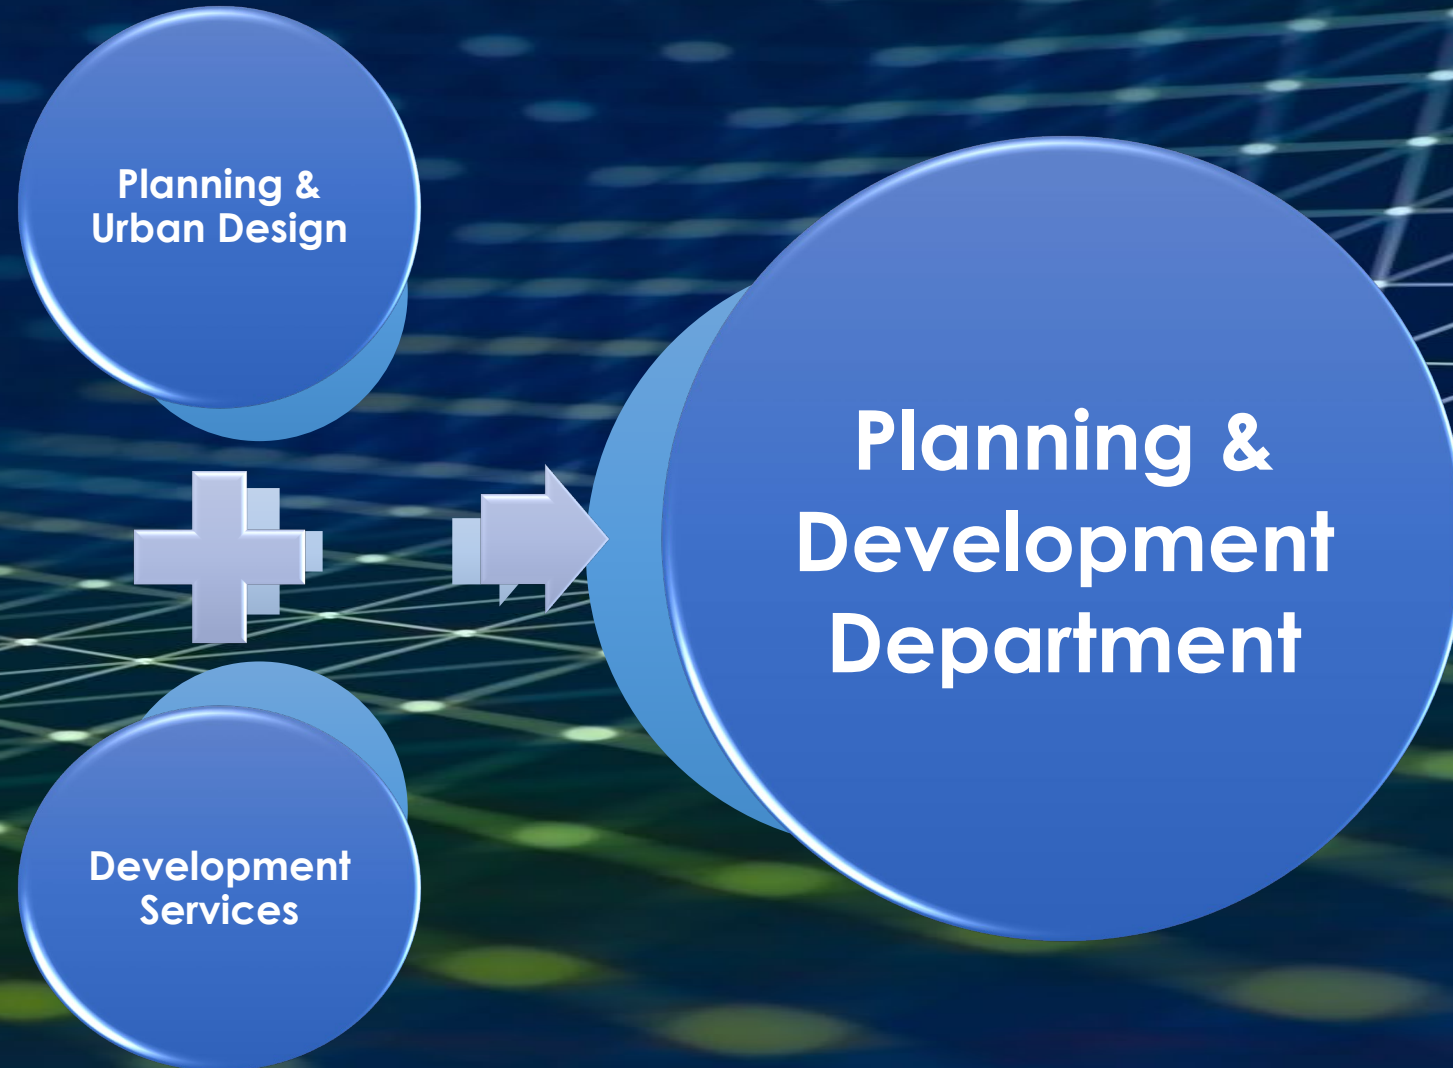 Planning &
Urban Design
Development
Services
Planning &
Development
Department